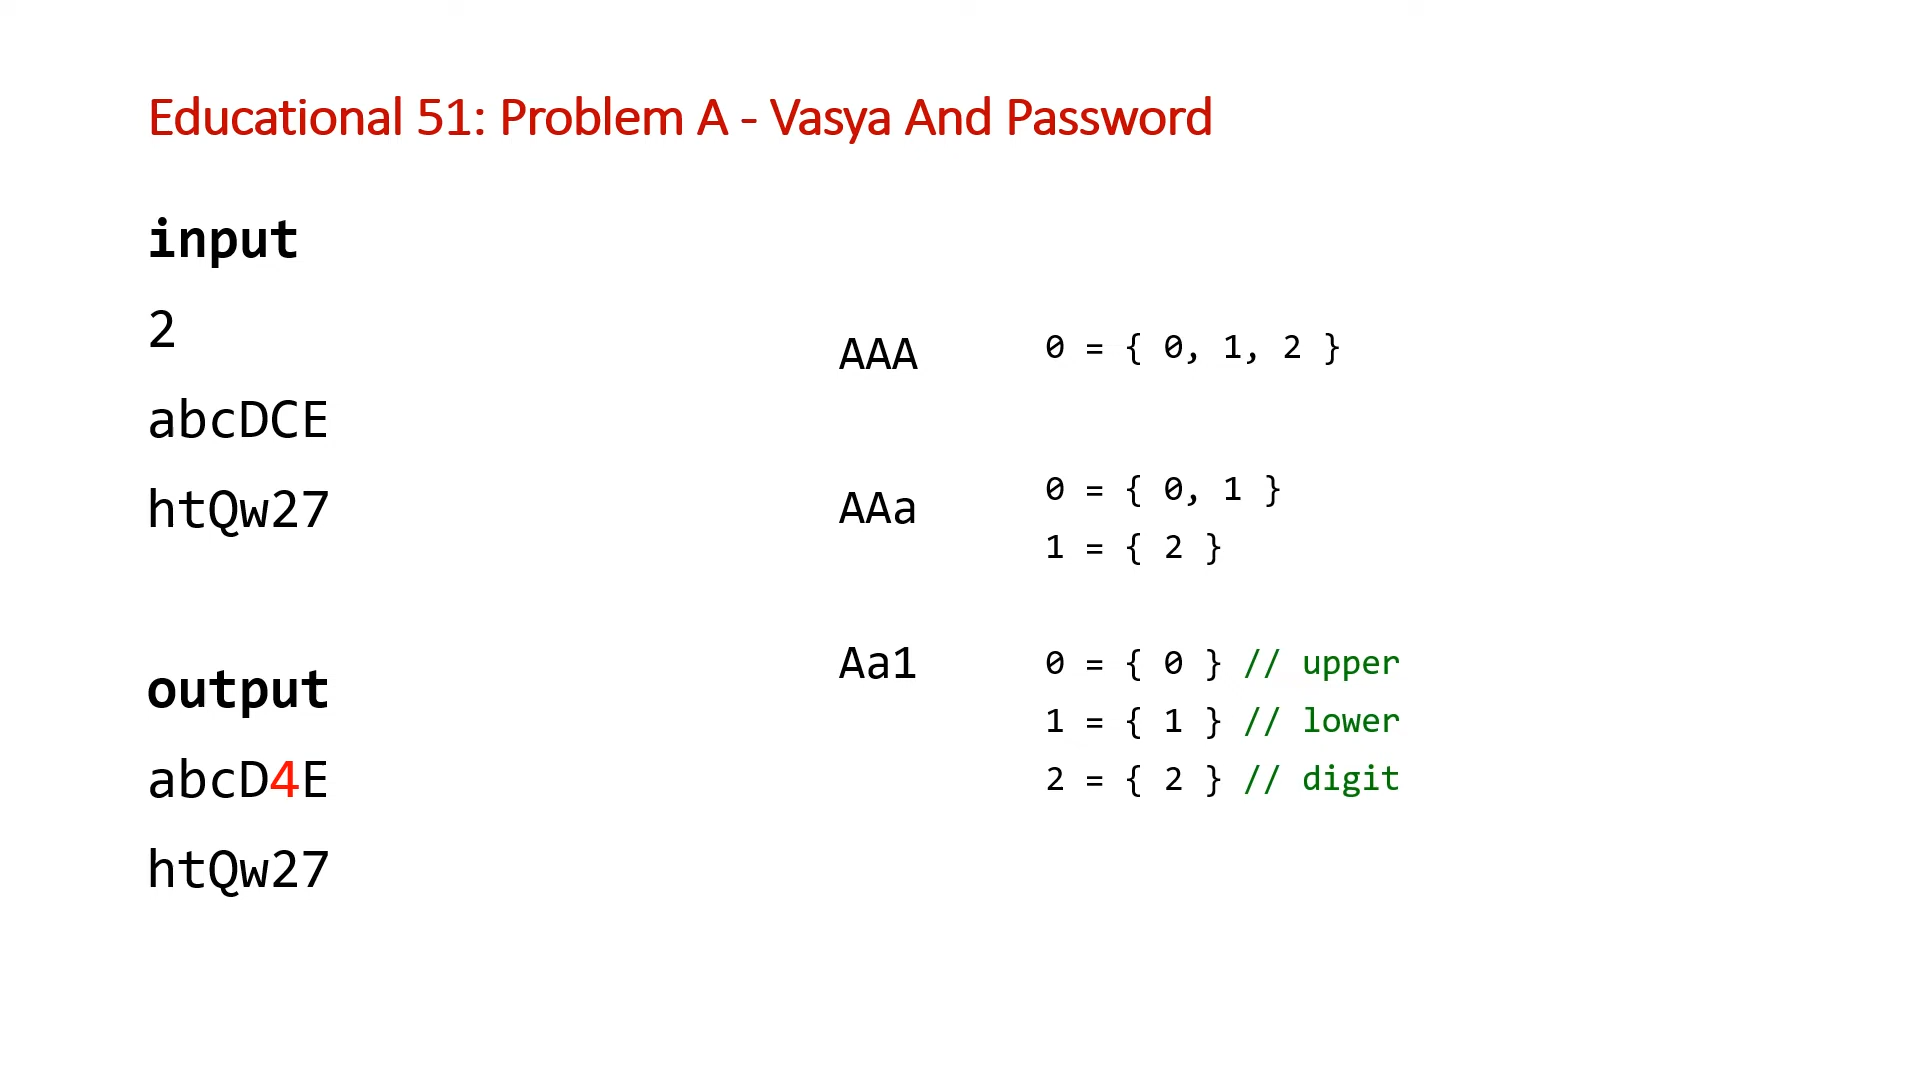 Educational 51: Problem A - Vasya And Password
input
2
abcDCE
htQw27
output
abcD4E
htQw27
AAA
0 = { 0, 1, 2 }
AAa
0 = { 0, 1 }
1 = { 2 }
Aa1
0 = { 0 } // upper
1 = { 1 } // lower
2 = { 2 } // digit